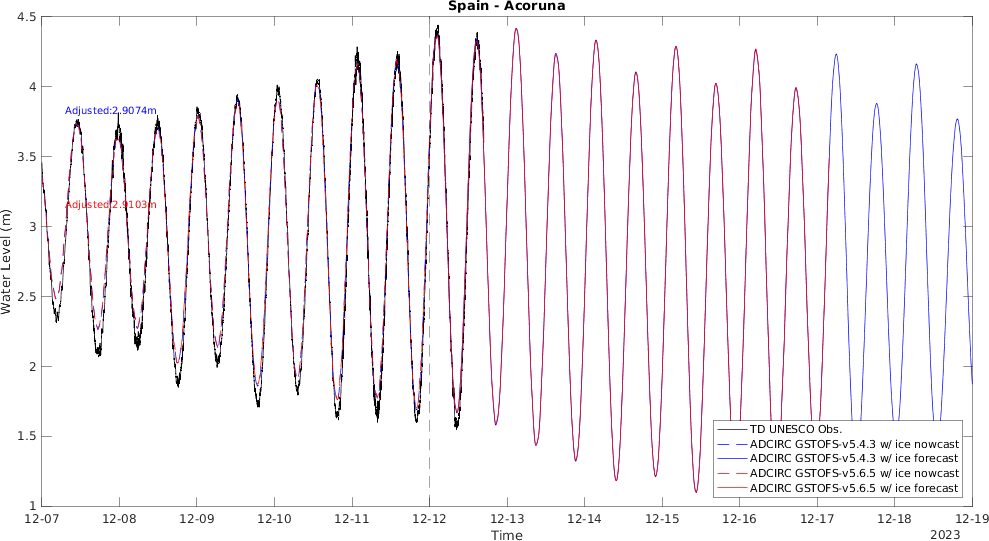 Spain - Acoruna
Water Level (m)
4.5
4
3.5
3
2.5
2
1.5
1
Adjusted:2.9074m
Adjusted:2.9103m
TD UNESCO Obs.
ADCIRC GSTOFS-v5.4.3 w/ ice nowcast
ADCIRC GSTOFS-v5.4.3 w/ ice forecast
ADCIRC GSTOFS-v5.6.5 w/ ice nowcast
ADCIRC GSTOFS-v5.6.5 w/ ice forecast
12-07 12-08 12-09 12-10 12-11 12-12 12-13 12-14 12-15 12-16 12-17 12-18 12-19
Time
2023